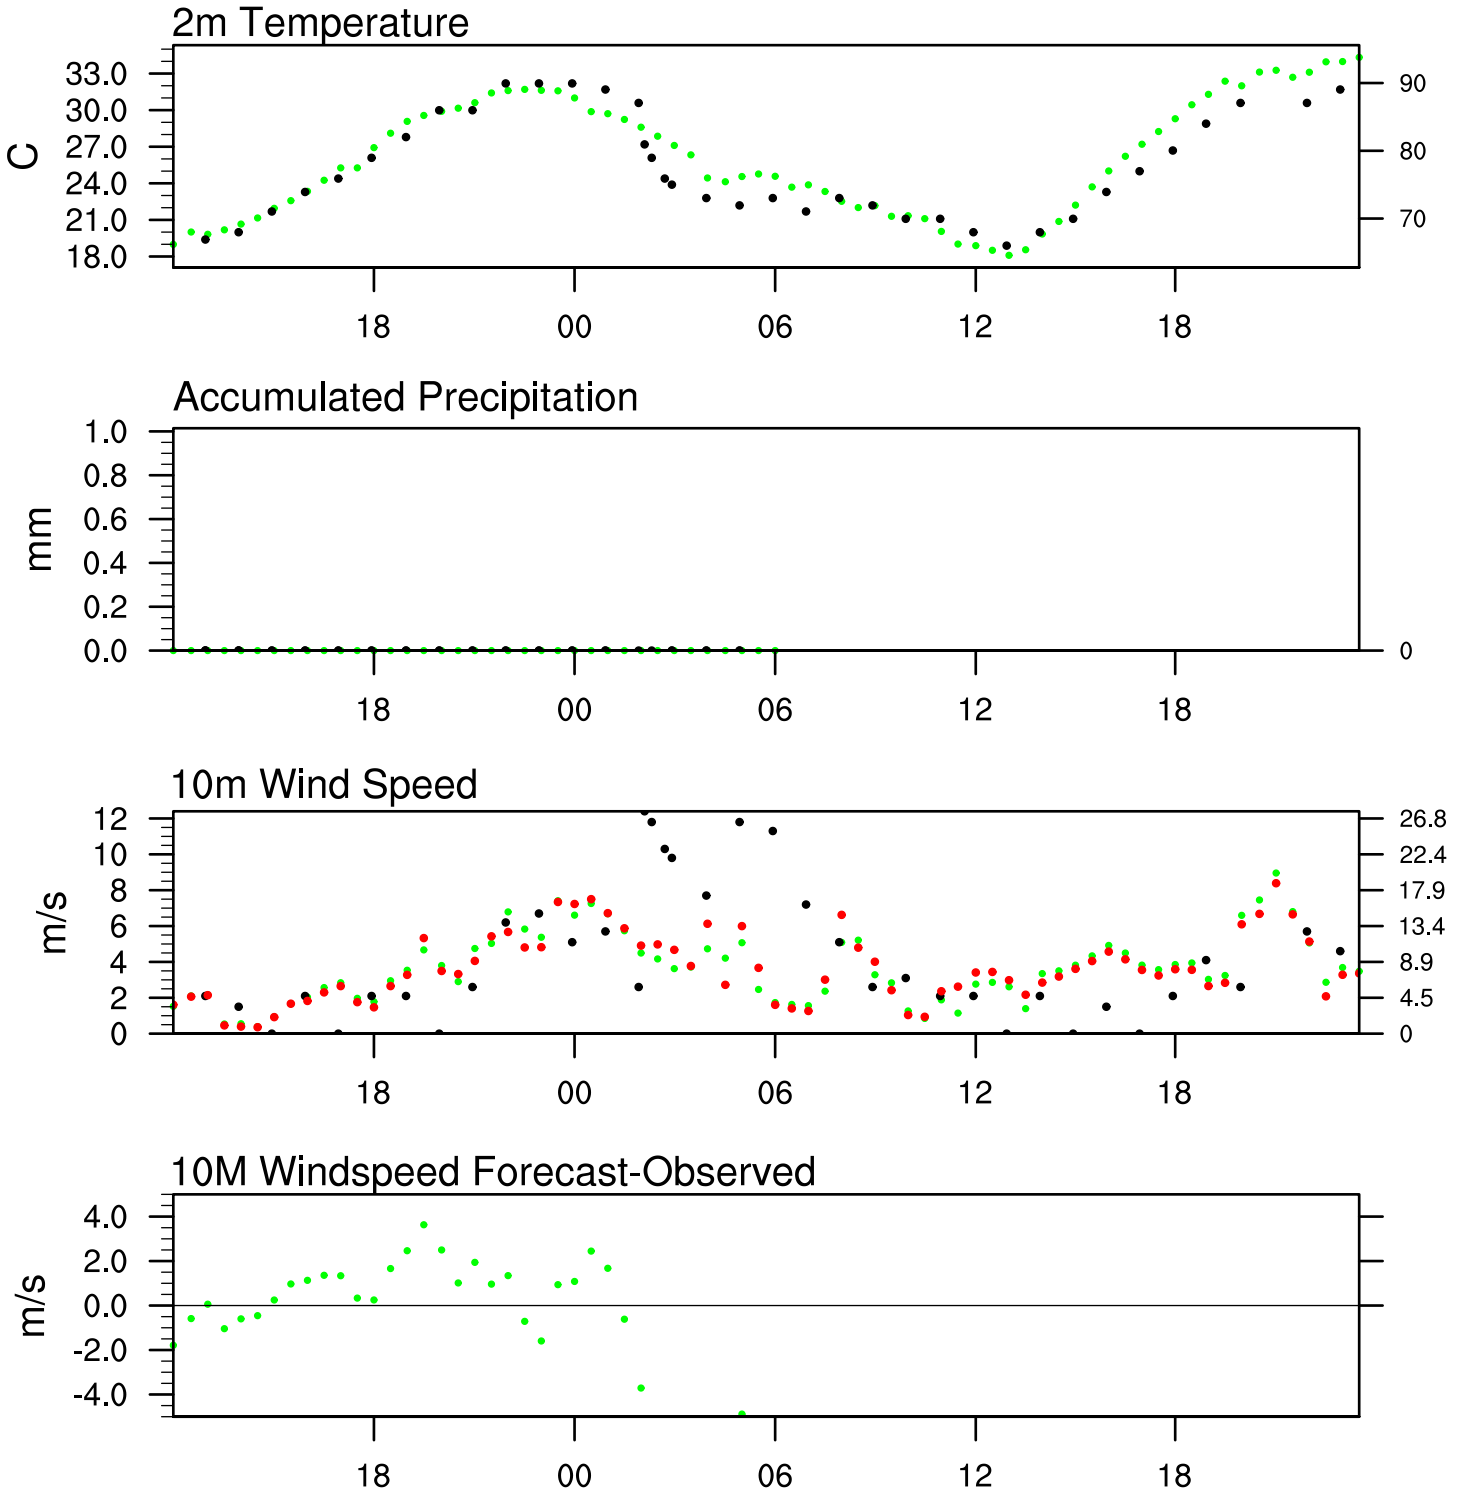 2m Temperature
33.0
30.0
27.0
24.0
21.0
18.0
C
90
80
70
18 00 06 12 18
Accumulated Precipitation
1.0
0.8
0.6
0.4
0.2
0.0
mm
0
18 00 06 12 18
10m Wind Speed
12
10
8
6
4
2
0
m/s
26.8
22.4
17.9
13.4
8.9
4.5
0
18 00 06 12 18
10M Windspeed Forecast-Observed
4.0
2.0
0.0
-2.0
-4.0
m/s
18 00 06 12 18